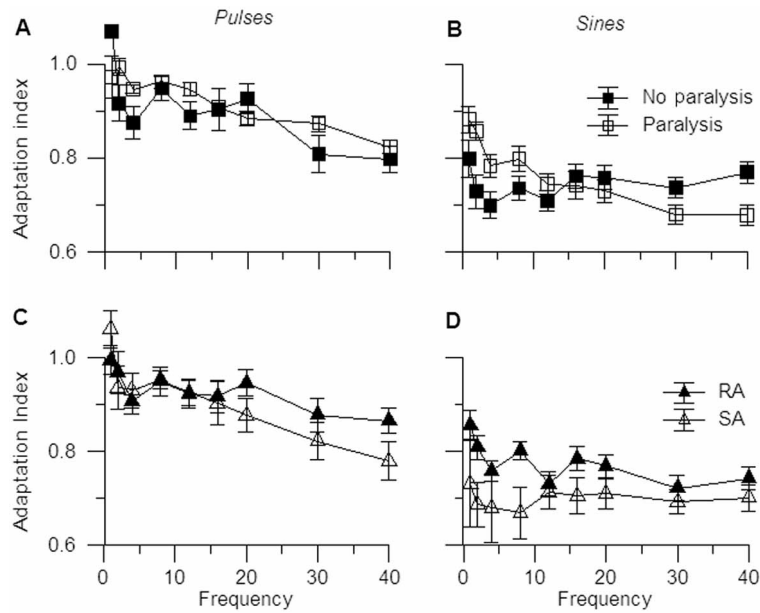 A
Pulses
B
Sines
Adaptation index
1.0
0.8
0.6
No paralysis
Paralysis
C
D
Adaptation Index
1.0
0.8
0.6
RA
SA
0 10 20 30 40
0 10 20 30 40
Frequency
Frequency